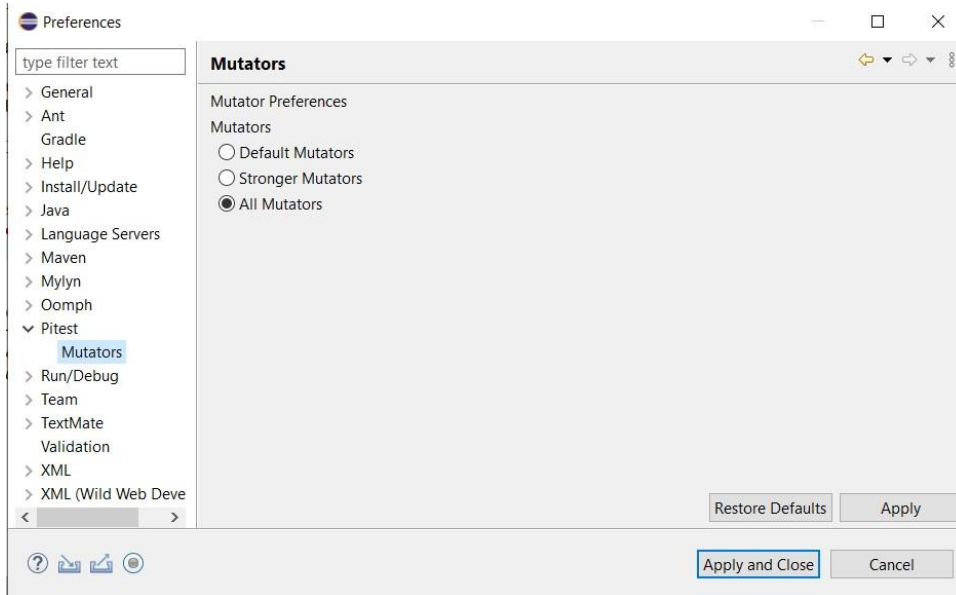 Preferences
type filter text
General
Ant
Gradle
Help
Install/Update
Java
Language Servers
Maven
Mylyn
Oomph
Pitest
Mutators
Run/Debug
Team
TextMate
Validation
XML
XML (Wild Web Deve
Mutators
Mutator Preferences
Mutators
Default Mutators
Stronger Mutators
All Mutators
Restore Defaults
Apply
Apply and Close
Cancel